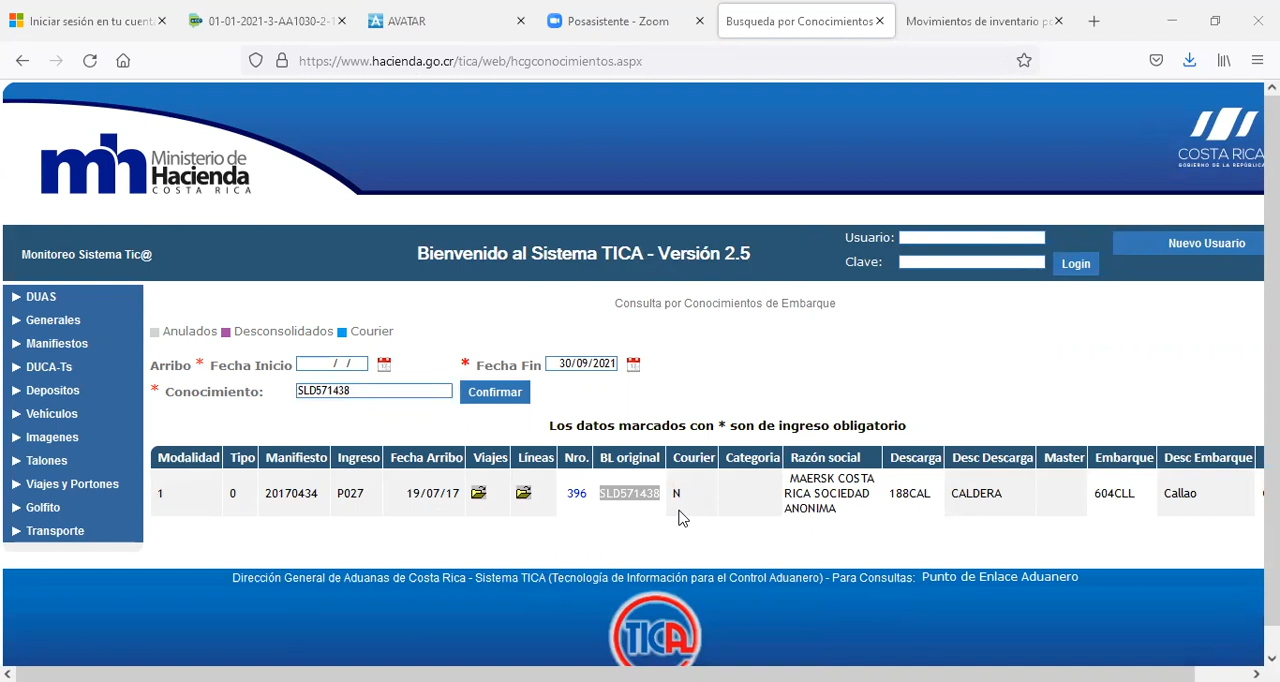 Iniciar sesión en tu cuenta
01-01-2021-3-AA1030-2-1
AVATAR
Posasistente - Zoom
Busqueda por Conocimientos
Movimientos de inventario po
https://www.hacienda.go.cr/tica/web/hcgconocimientos.aspx
mh Ministerio de Hacienda
COSTA RICA
COSTA RICA
GOBIERNO DE LA REPÚBLICA
Monitoreo Sistema Tic@
Bienvenido al Sistema TICA - Versión 2.5
Usuario:
Clave:
Login
Nuevo Usuario
DUAS
Generales
Manifiestos
DUCA-Ts
Depositos
Vehiculos
Imagenes
Talones
Viajes y Portones
Golfito
Transporte
Consulta por Conocimientos de Embarque
Anulados Desconsolidados Courier
Arribo * Fecha Inicio / / * Fecha Fin 30/09/2021
* Conocimiento: SLD571438 Confirmar
Los datos marcados con * son de ingreso obligatorio
Modalidad Tipo Manifiesto Ingreso Fecha Arribo Viajes Líneas Nro. BL original Courier Categoria Razón social Descarga Desc Descarga Master Embarque Desc Embarque
1 0 20170434 P027 19/07/17 396 SLD571438 N MAERSK COSTA RICA SOCIEDAD ANONIMA 188CAL CALDERA 604CLL Callao
Dirección General de Aduanas de Costa Rica - Sistema TICA (Tecnología de Información para el Control Aduanero) - Para Consultas: Punto de Enlace Aduanero
TICA